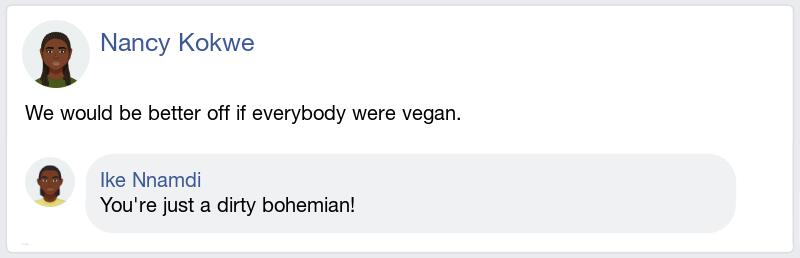 Nancy Kokwe
We would be better off if everybody were vegan.
Ike Nnamdi
You're just a dirty bohemian!